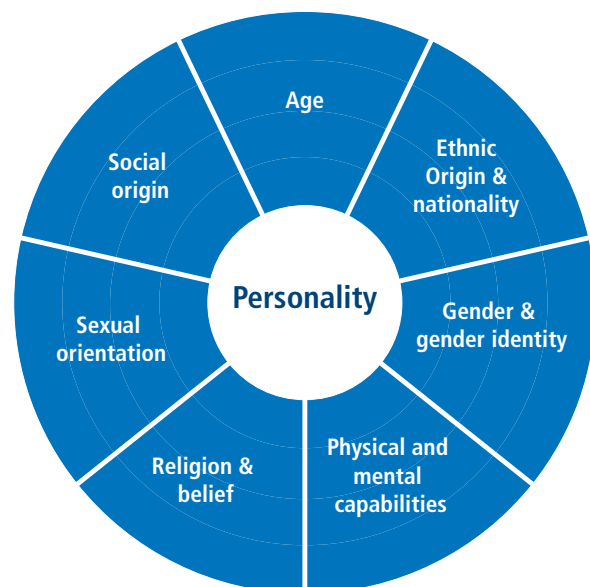 Age
Ethnic
Origin &
nationality
Gender &
gender identity
Physical and
mental
capabilities
Religion &
belief
Sexual
orientation
Social
origin
Personality